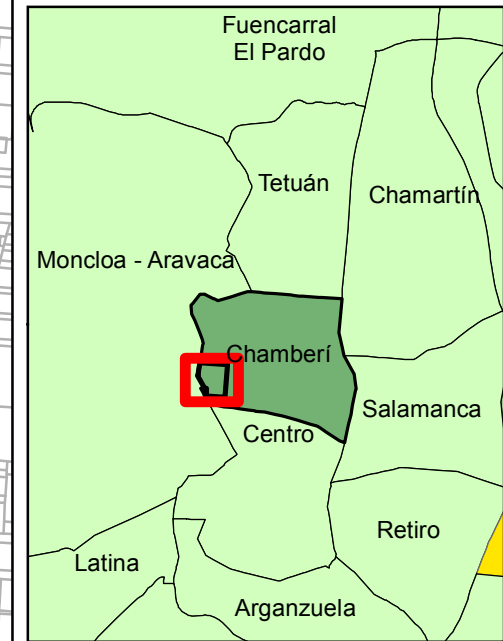 Fuencarral
El Pardo
Tetuán
Chamartín
Moncloa - Aravaca
Chamberí
Salamanca
Centro
Retiro
Latina
Arganzuela